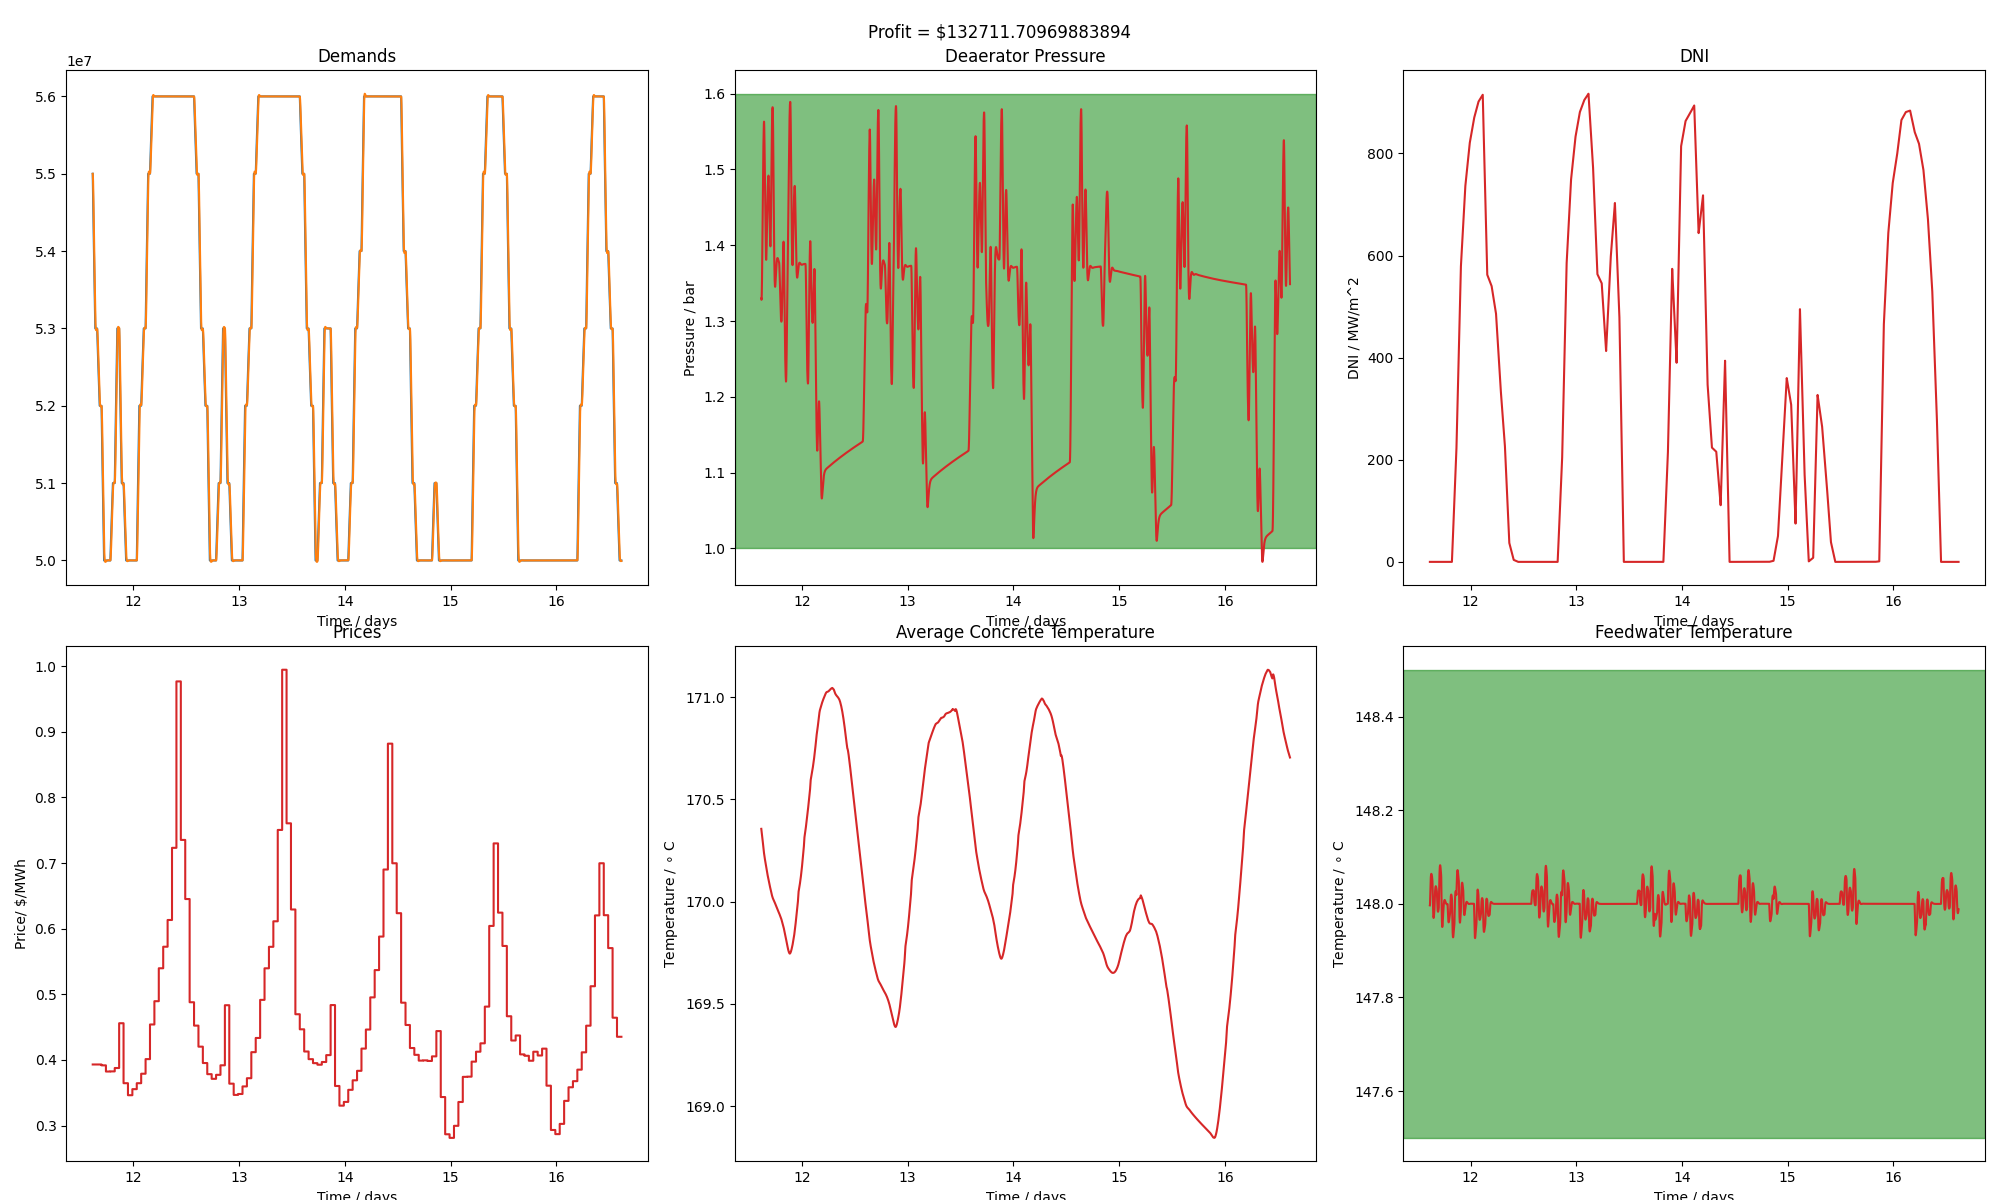 Profit = $132711.70969883894
Demands
1e7
5.6
5.5
5.4
5.3
5.2
5.1
5.0
12 13 14 15 16
Time / days
Deaerator Pressure
Pressure / bar
1.6
1.5
1.4
1.3
1.2
1.1
1.0
12 13 14 15 16
Time / days
DNI
DNI / MW/m^2
800
600
400
200
0
12 13 14 15 16
Time / days
Prices
Price/ $/MWh
1.0
0.9
0.8
0.7
0.6
0.5
0.4
0.3
12 13 14 15 16
Time / days
Average Concrete Temperature
Temperature / ∘ C
171.0
170.5
170.0
169.5
169.0
12 13 14 15 16
Time / days
Feedwater Temperature
Temperature / ∘ C
148.4
148.2
148.0
147.8
147.6
12 13 14 15 16
Time / days